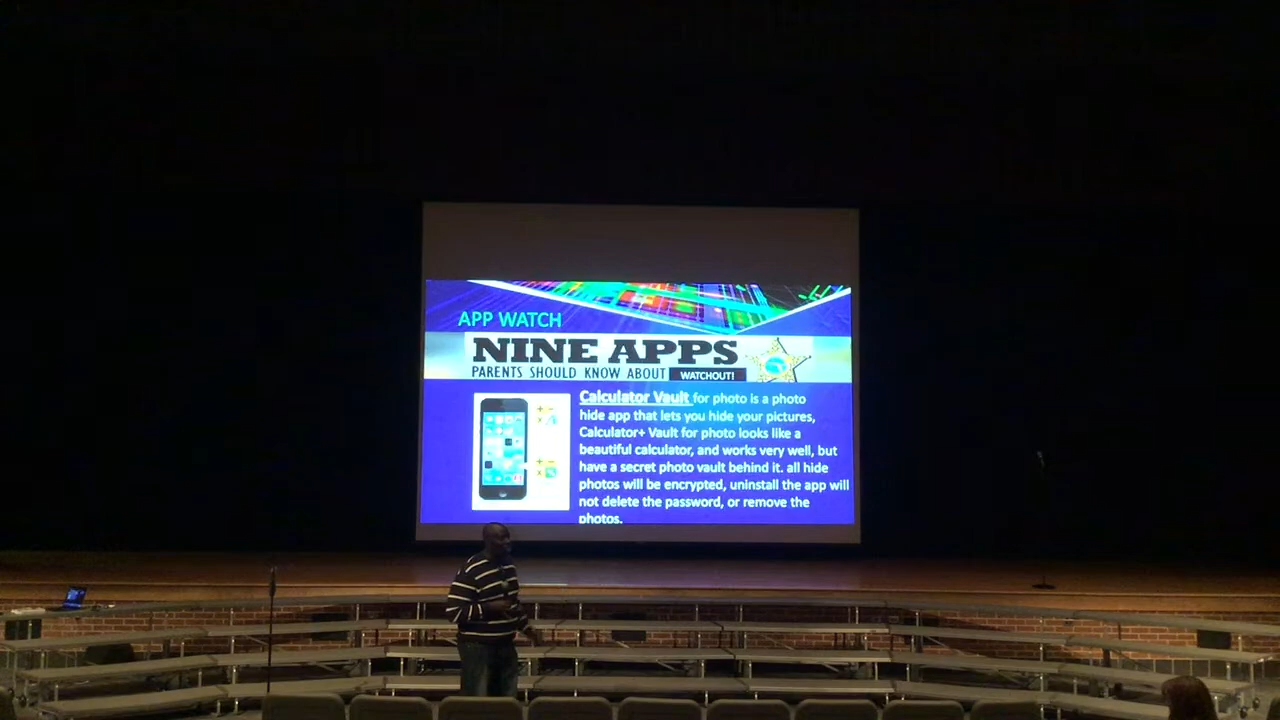 APP WATCH
NINE APPS
PARENTS SHOULD KNOW ABOUT WATCHOUT!
Calculator Vault for photo is a photo
hide app that lets you hide your pictures,
Calculator+ Vault for photo looks like a
beautiful calculator, and works very well, but
have a secret photo vault behind it. all hide
photos will be encrypted, uninstall the app will
not delete the password, or remove the
photos.